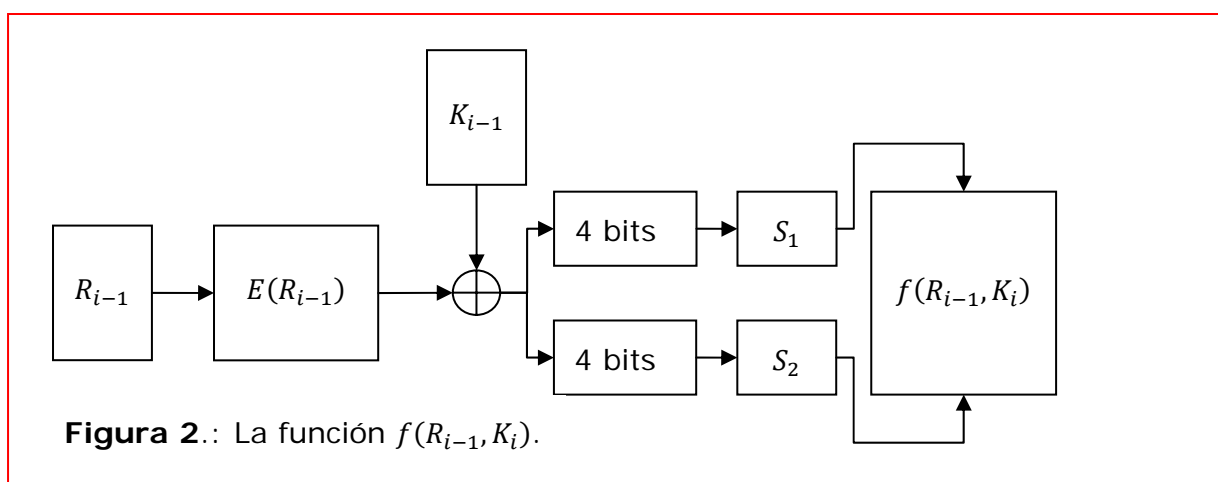 K_{i−1}
4 bits
S_1
R_{i−1}
E(R_{i−1})
f(R_{i−1}, K_i)
4 bits
S_2
Figura 2.: La función f(R_{i−1}, K_i).